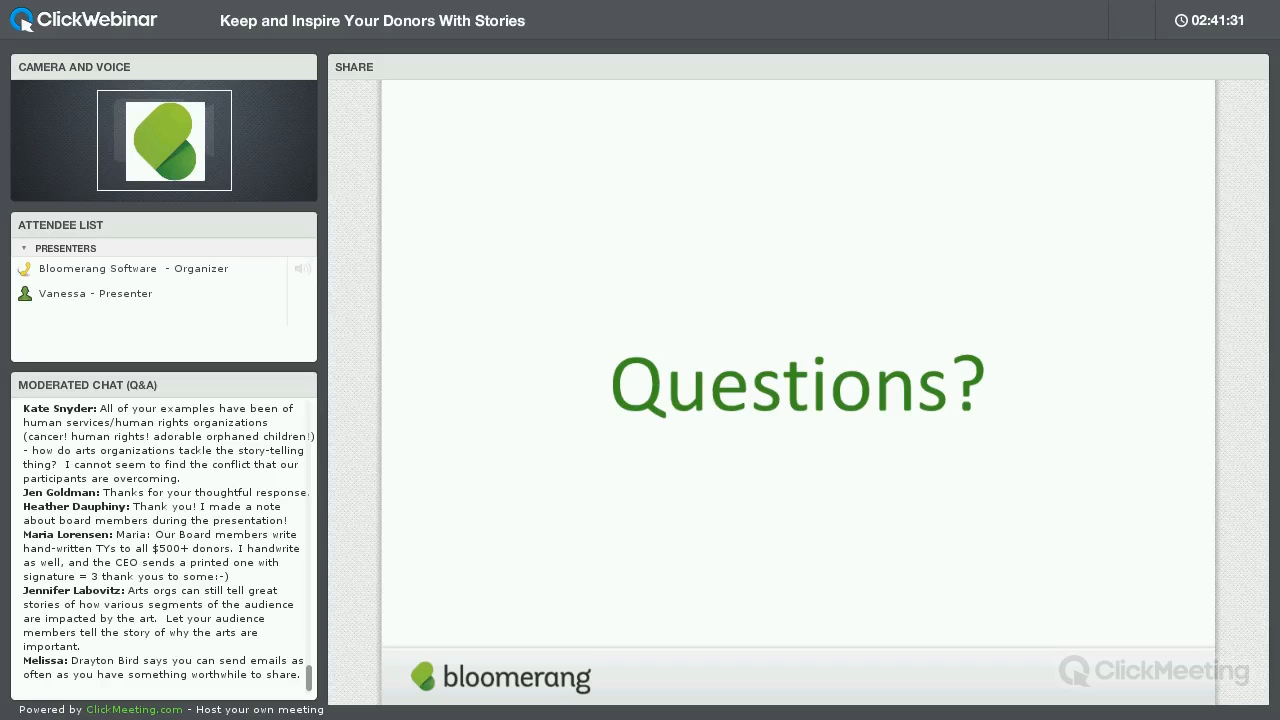 ClickWebinar
Keep and Inspire Your Donors With Stories
02:41:31
CAMERA AND VOICE
SHARE
ATTENDEE LIST
PRESENTERS
Bloomerang Software - Organizer
Vanessa - Presenter
MODERATED CHAT (Q&A)
Kate Snyder: All of your examples have been of
human services/human rights organizations
(cancer! human rights! adorable orphaned children!)
- how do arts organizations tackle the story-telling
thing? I cannot seem to find the conflict that our
participants are overcoming.
Jen Goldman: Thanks for your thoughtful response.
Heather Dauphiny: Thank you! I made a note
about board members during the presentation!
Maria Lorensen: Maria: Our Board members write
hand-written TYs to all $500+ donors. I handwrite
as well, and the CEO sends a printed one with
signature = 3 thank yous to some:-)
Jennifer Labovitz: Arts orgs can still tell great
stories of how various segments of the audience
are impacted by the art. Let your audience
members tell the story of why the arts are
important.
Melissa: Drayton Bird says you can send emails as
often as you have something worthwhile to share.
Questions?
bloomerang
ClickMeeting
Powered by ClickMeeting.com - Host your own meeting